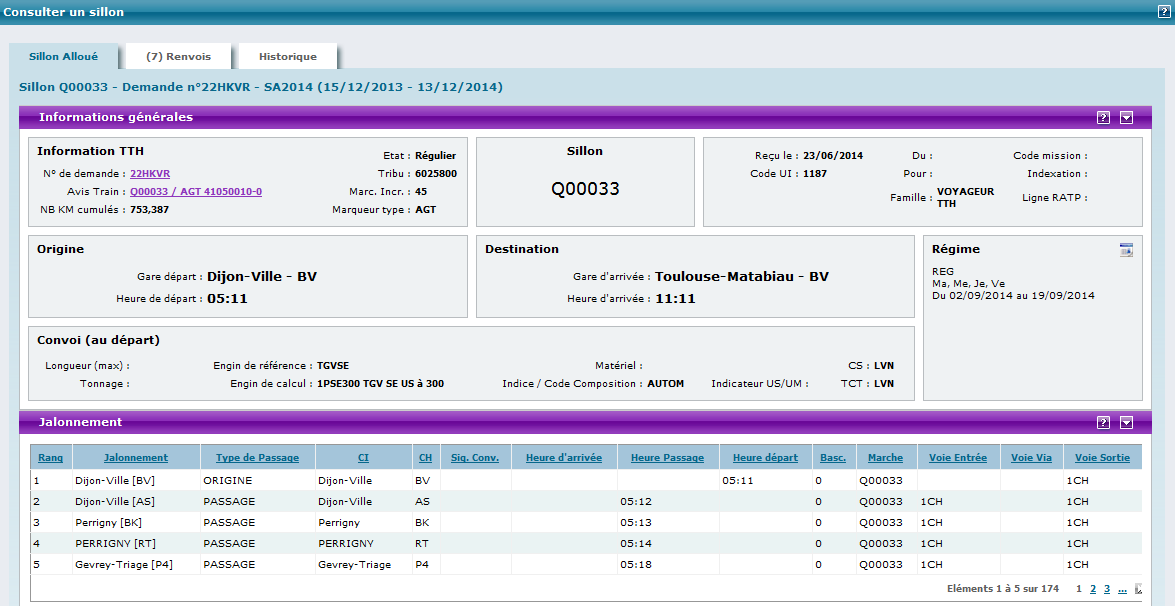 Consulter un sillon ?
Sillon Alloué (7) Renvois Historique
Sillon Q00033 - Demande n°22HKVR - SA2014 (15/12/2013 - 13/12/2014)
Informations générales ?
Information TTH
Etat : Régulier
N° de demande : 22HKVR Tribu : 6025800
Avis Train : Q00033 / AGT 41050010-0 Marc. Incr. : 45
NB KM cumulés : 753,387 Marqueur type : AGT
Sillon
Q00033
Reçu le : 23/06/2014 Du : Code mission :
Code UI : 1187 Pour : Indexation :
Famille : VOYAGEUR TTH Ligne RATP :
Origine
Gare départ : Dijon-Ville - BV
Heure de départ : 05:11
Destination
Gare d'arrivée : Toulouse-Matabiau - BV
Heure d'arrivée : 11:11
Régime
REG
Ma, Me, Je, Ve
Du 02/09/2014 au 19/09/2014
Convoi (au départ)
Longueur (max) : Engin de référence : TGVSE Matériel : CS : LVN
Tonnage : Engin de calcul : 1PSE300 TGV SE US à 300 Indice / Code Composition : AUTOM Indicateur US/UM : TCT : LVN
Jalonnement ?
Rang Jalonnement Type de Passage CI CH Sig. Conv. Heure d'arrivée Heure Passage Heure départ Basc. Marche Voie Entrée Voie Via Voie Sortie
1 Dijon-Ville [BV] ORIGINE Dijon-Ville BV 05:11 0 Q00033 1CH
2 Dijon-Ville [AS] PASSAGE Dijon-Ville AS 05:12 0 Q00033 1CH 1CH
3 Perrigny [BK] PASSAGE Perrigny BK 05:13 0 Q00033 1CH 1CH
4 PERRIGNY [RT] PASSAGE PERRIGNY RT 05:14 0 Q00033 1CH 1CH
5 Gevrey-Triage [P4] PASSAGE Gevrey-Triage P4 05:18 0 Q00033 1CH 1CH
Eléments 1 à 5 sur 174 1 2 3 ...